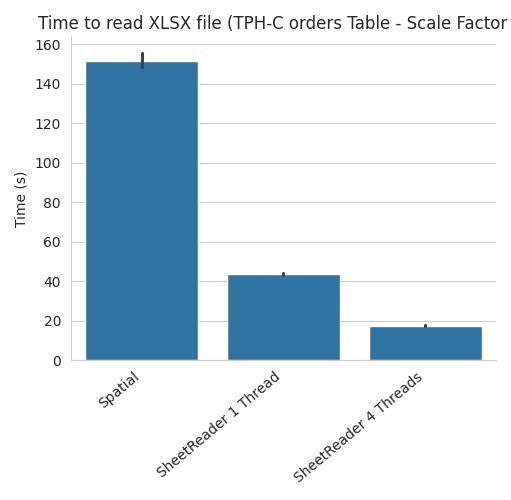 Time to read XLSX file (TPH-C orders Table - Scale Factor
160
140
120
100
80
60
40
20
0
Time (s)
Spatial
SheetReader 1 Thread
SheetReader 4 Threads